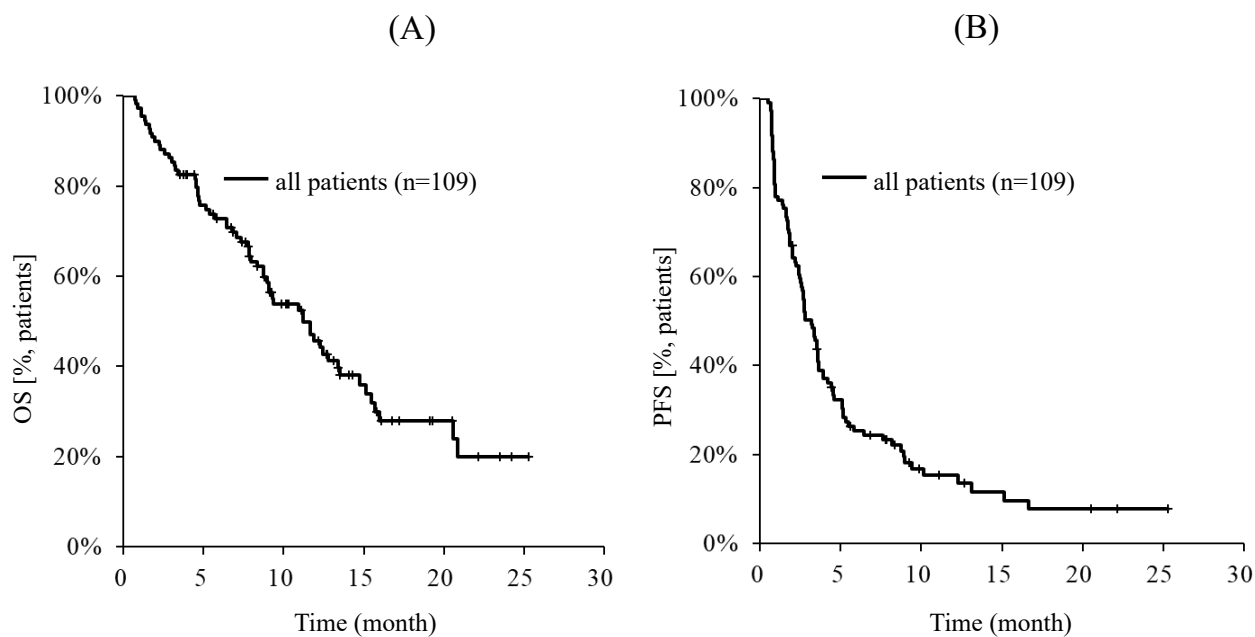 (A)
100%
80%
60%
40%
20%
0%
OS [%, patients]
all patients (n=109)
0 5 10 15 20 25 30
Time (month)
(B)
100%
80%
60%
40%
20%
0%
PFS [%, patients]
all patients (n=109)
0 5 10 15 20 25 30
Time (month)